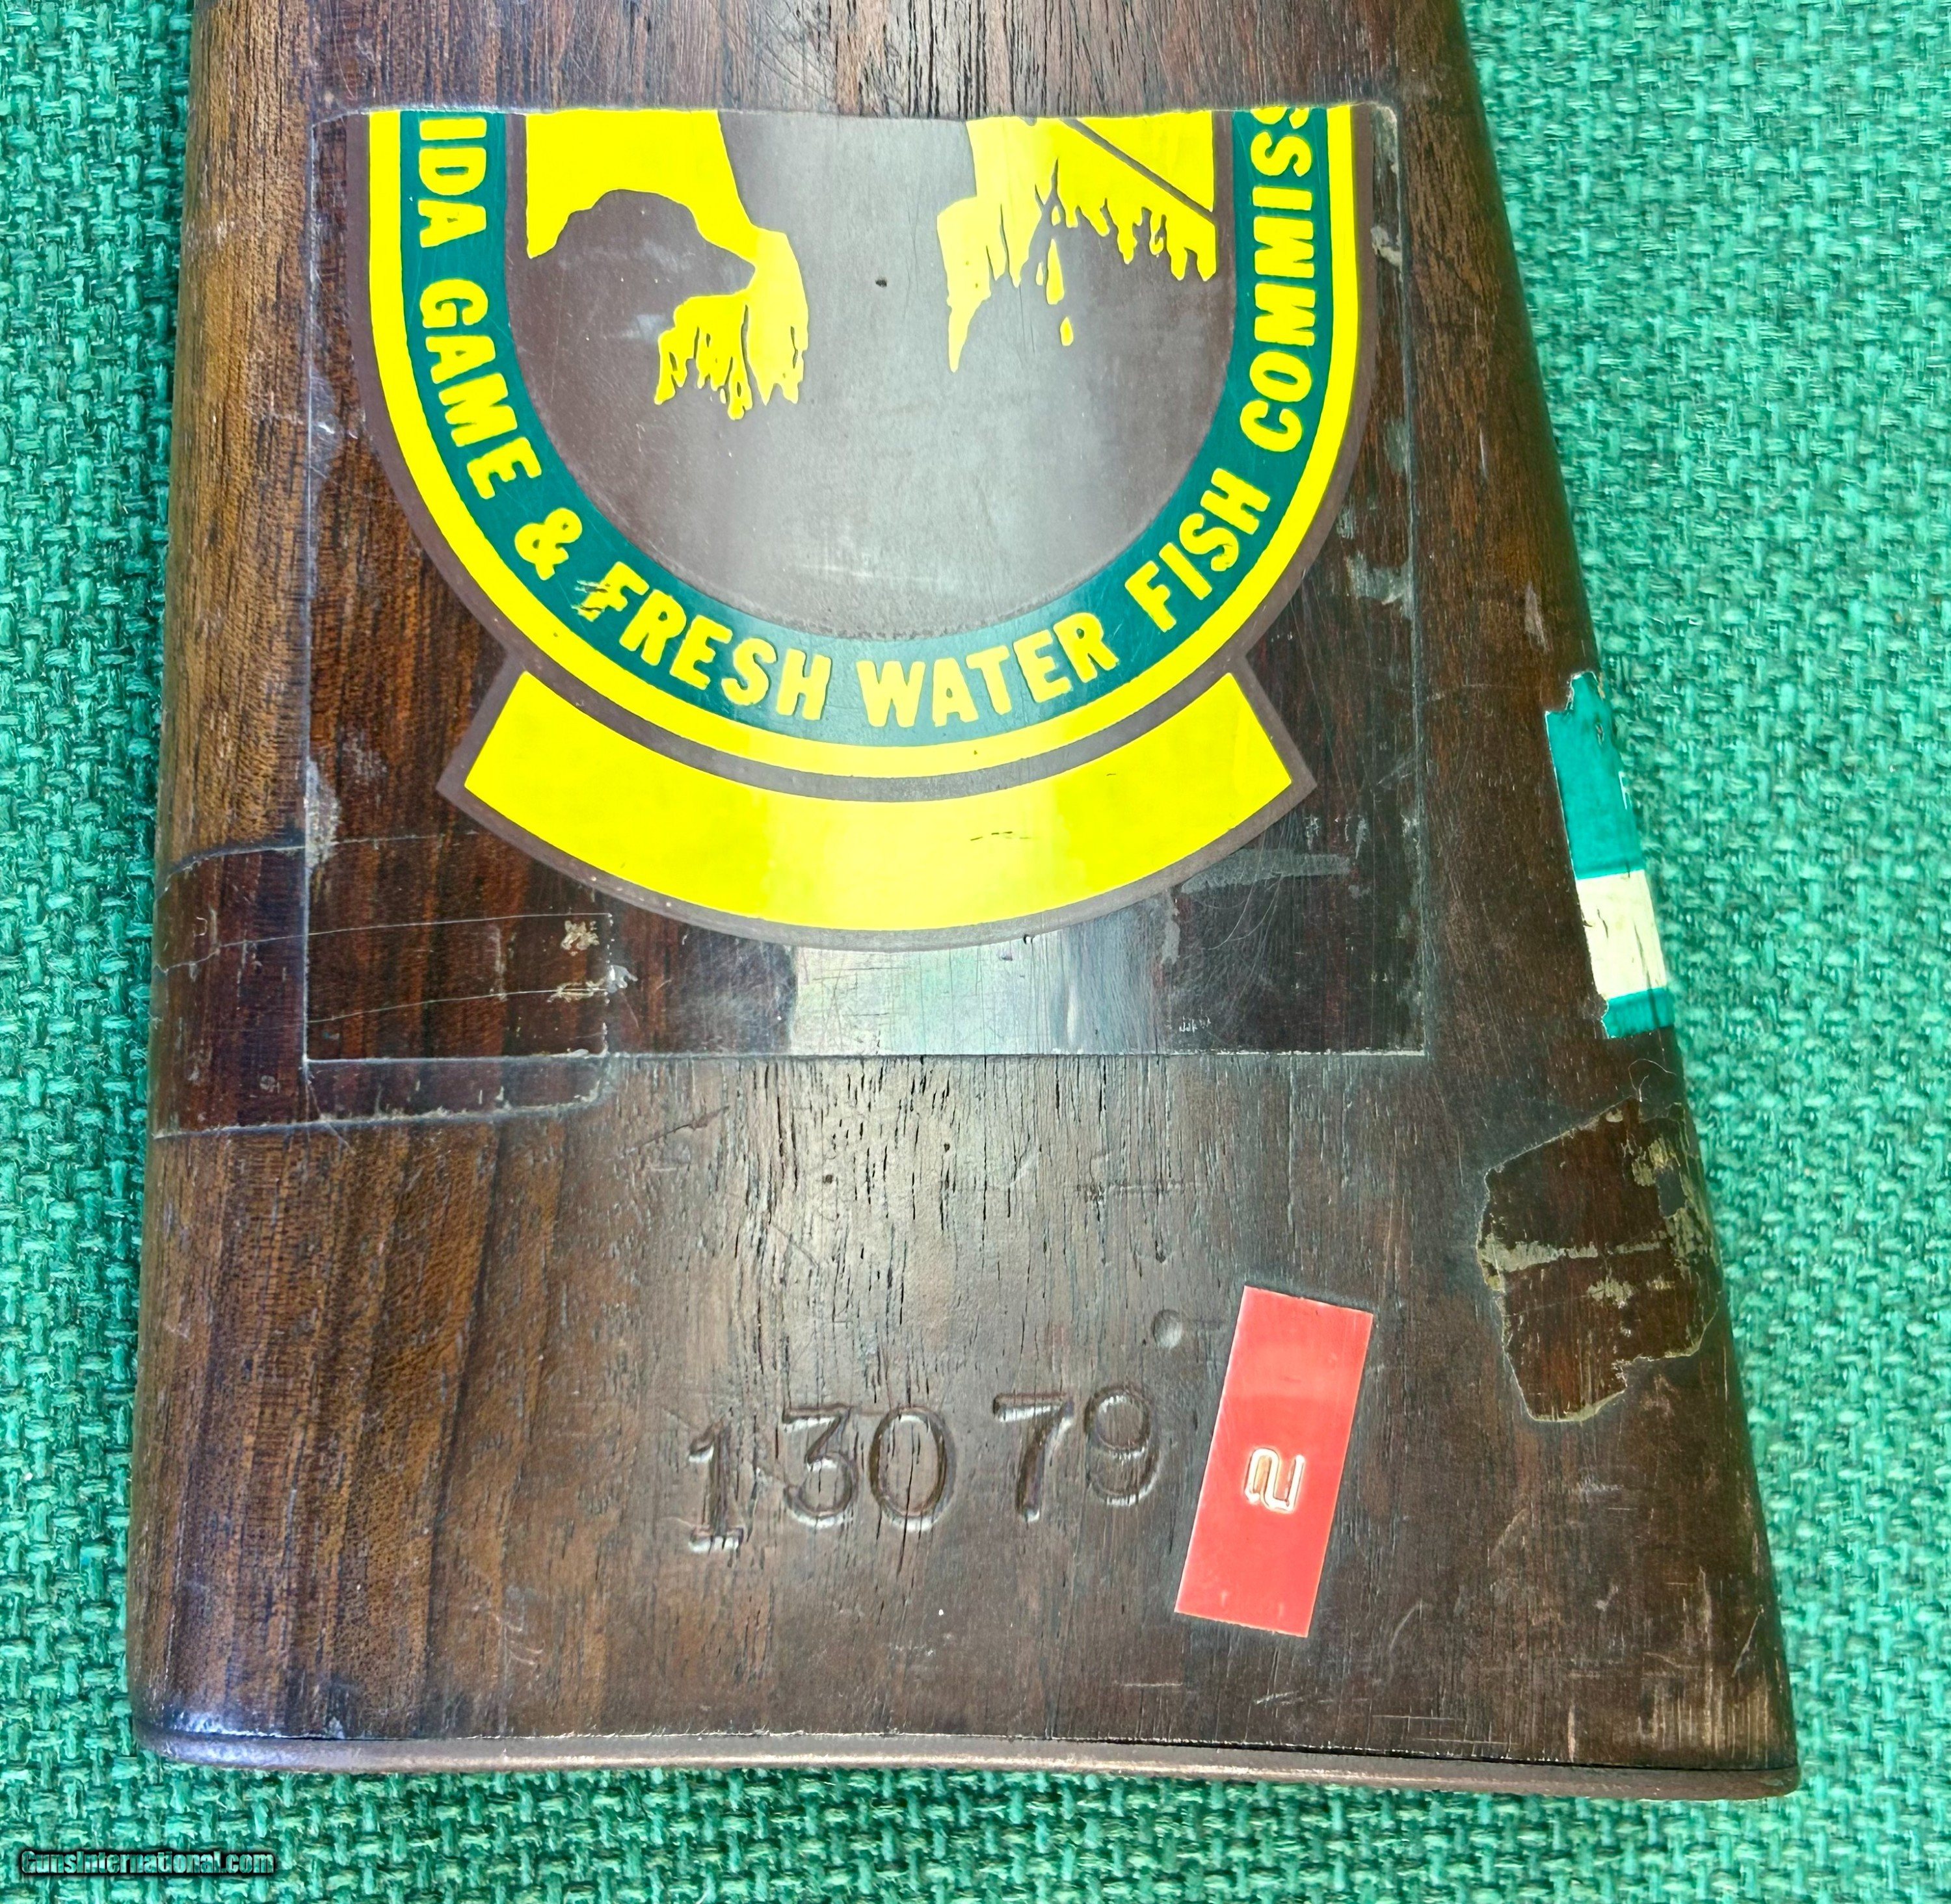 IDA GAME & FRESH WATER FISH COMMISS
13079
2
GunsInternational.com